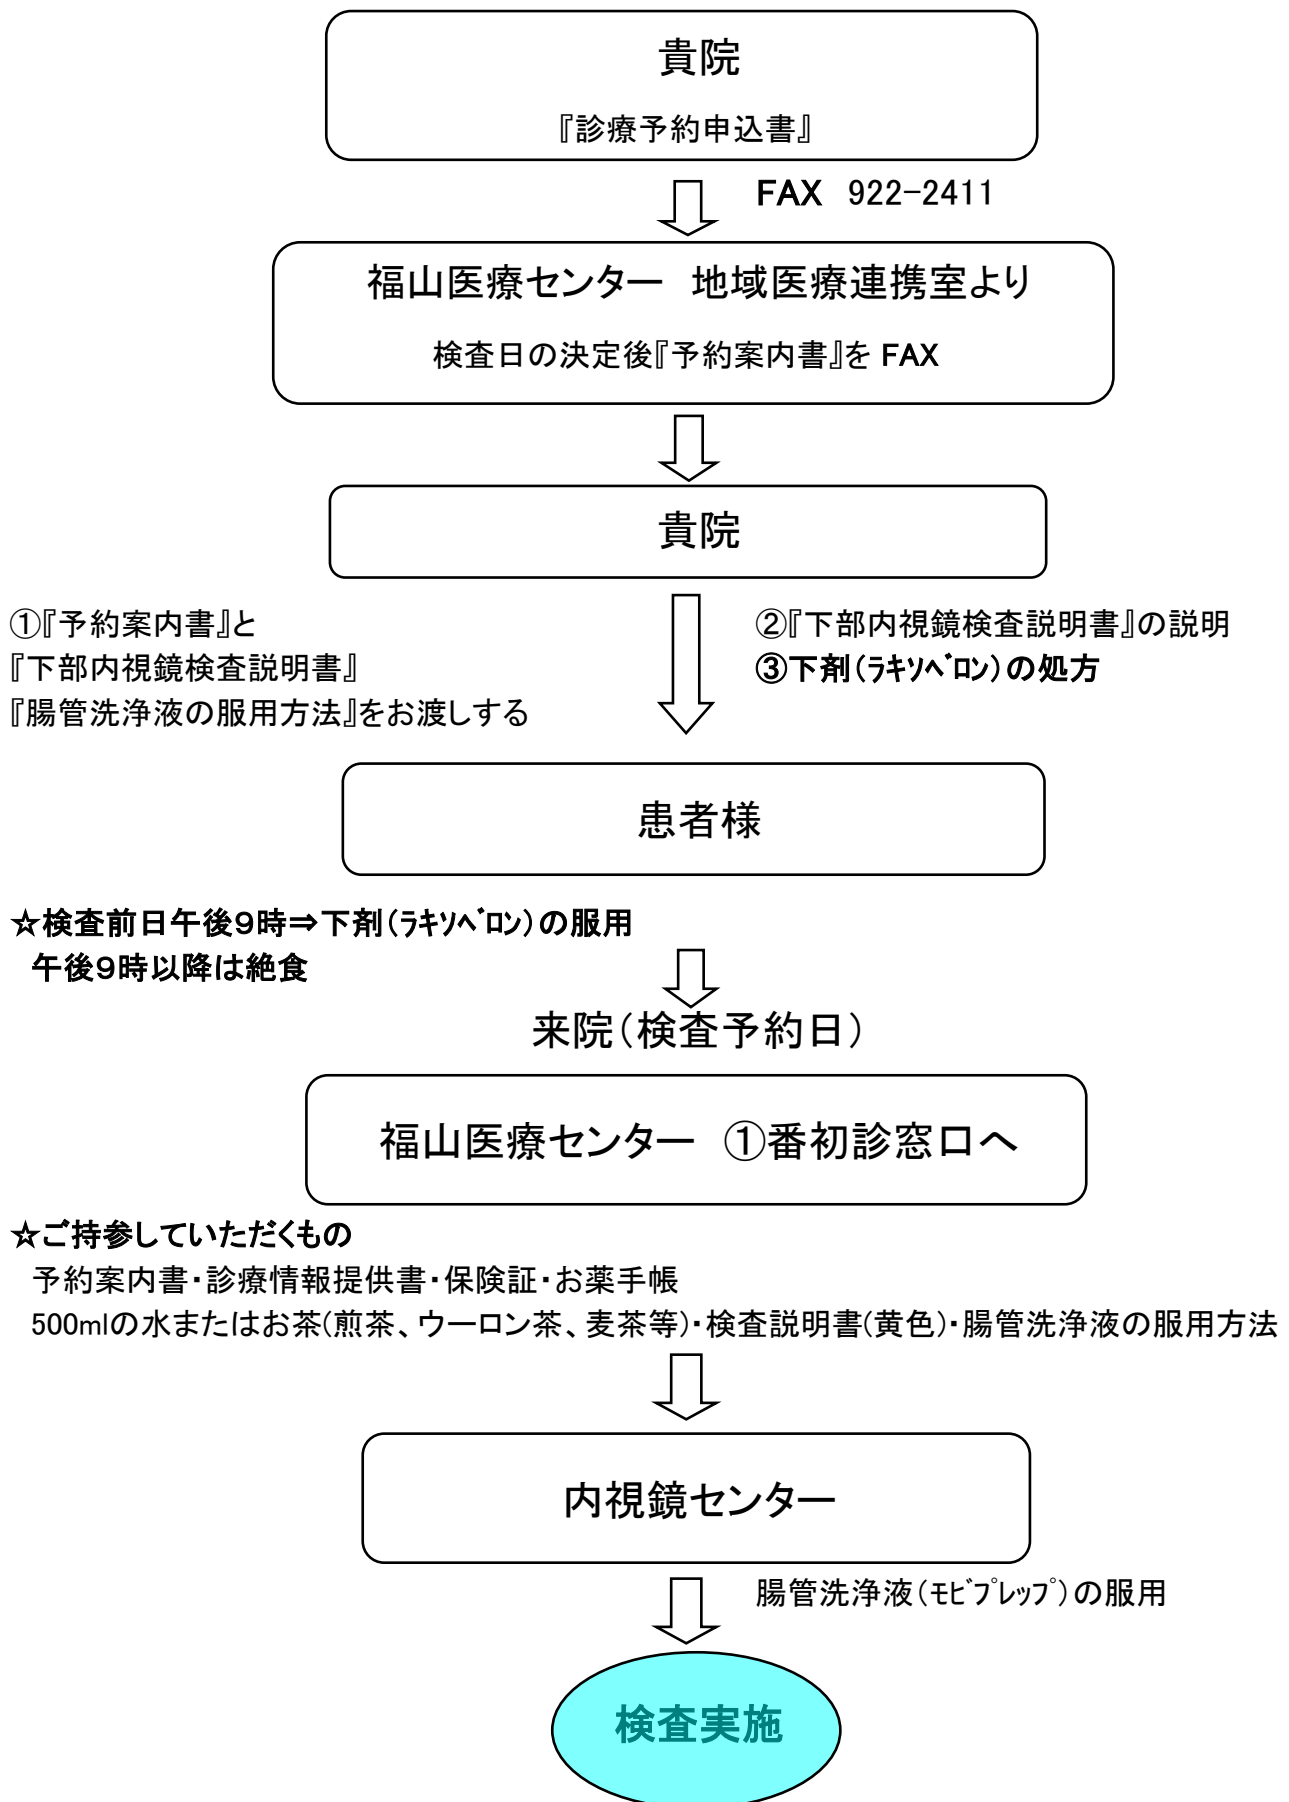 貴院
『診療予約申込書』
FAX 922-2411
福山医療センター 地域医療連携室より
検査日の決定後『予約案内書』を FAX
貴院
①『予約案内書』と
『下部内視鏡検査説明書』
『腸管洗浄液の服用方法』をお渡しする
②『下部内視鏡検査説明書』の説明
③下剤（ﾗｷｿﾍﾞﾛﾝ）の処方
患者様
☆検査前日午後９時⇒下剤（ﾗｷｿﾍﾞﾛﾝ）の服用
午後９時以降は絶食
来院（検査予約日）
福山医療センター ①番初診窓口へ
☆ご持参していただくもの
予約案内書・診療情報提供書・保険証・お薬手帳
500mlの水またはお茶(煎茶、ウーロン茶、麦茶等)・検査説明書(黄色)・腸管洗浄液の服用方法
内視鏡センター
腸管洗浄液（ﾓﾋﾞﾌﾟﾚｯﾌﾟ）の服用
検査実施